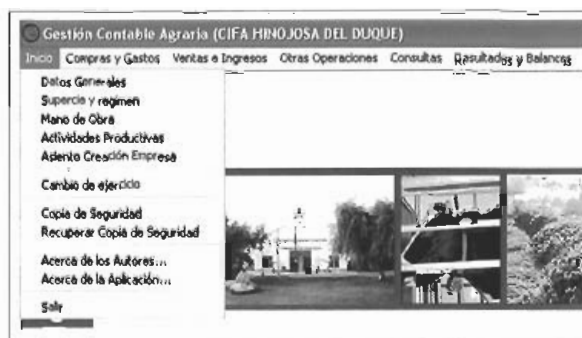 Gestión Contable Agraria (CIFA HINOJOSA DEL DUQUE)
Inicio Compras y Gastos Ventas e Ingresos Otras Operaciones Consultas Resultados y Balances
Datos Generales
Supercie y regimen
Mano de Obra
Actividades Productivas
Asiento Creación Empresa
Cambio de ejercicio
Copia de Seguridad
Recuperar Copia de Seguridad
Acerca de los Autores...
Acerca de la Aplicación...
Salir